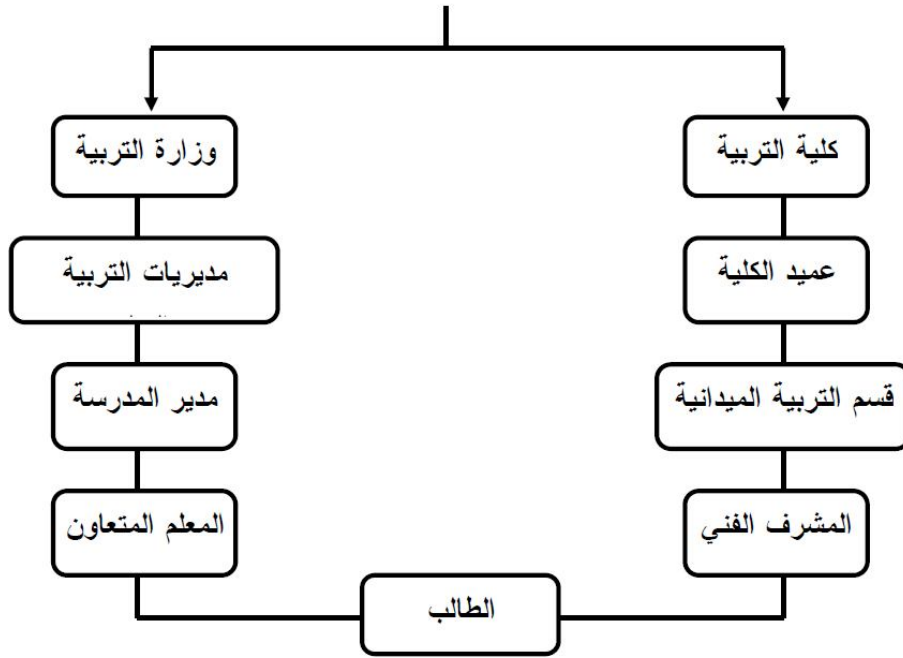 كلية التربية
وزارة التربية
عميد الكلية
مديريات التربية
قسم التربية الميدانية
مدير المدرسة
المشرف الفني
المعلم المتعاون
الطالب